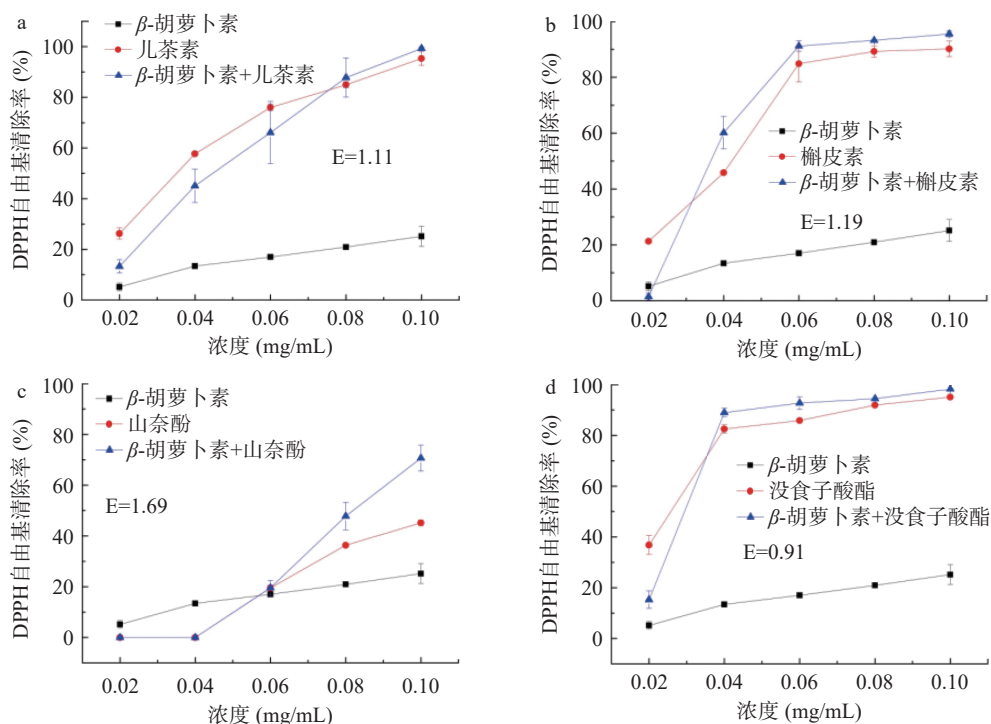 a
β-胡萝卜素
儿茶素
β-胡萝卜素+儿茶素
E=1.11
DPPH自由基清除率 (%)
100
80
60
40
20
0
0.02 0.04 0.06 0.08 0.10
浓度 (mg/mL)
b
β-胡萝卜素
槲皮素
β-胡萝卜素+槲皮素
E=1.19
DPPH自由基清除率 (%)
100
80
60
40
20
0
0.02 0.04 0.06 0.08 0.10
浓度 (mg/mL)
c
β-胡萝卜素
山奈酚
β-胡萝卜素+山奈酚
E=1.69
DPPH自由基清除率 (%)
100
80
60
40
20
0
0.02 0.04 0.06 0.08 0.10
浓度 (mg/mL)
d
β-胡萝卜素
没食子酸酯
β-胡萝卜素+没食子酸酯
E=0.91
DPPH自由基清除率 (%)
100
80
60
40
20
0
0.02 0.04 0.06 0.08 0.10
浓度 (mg/mL)